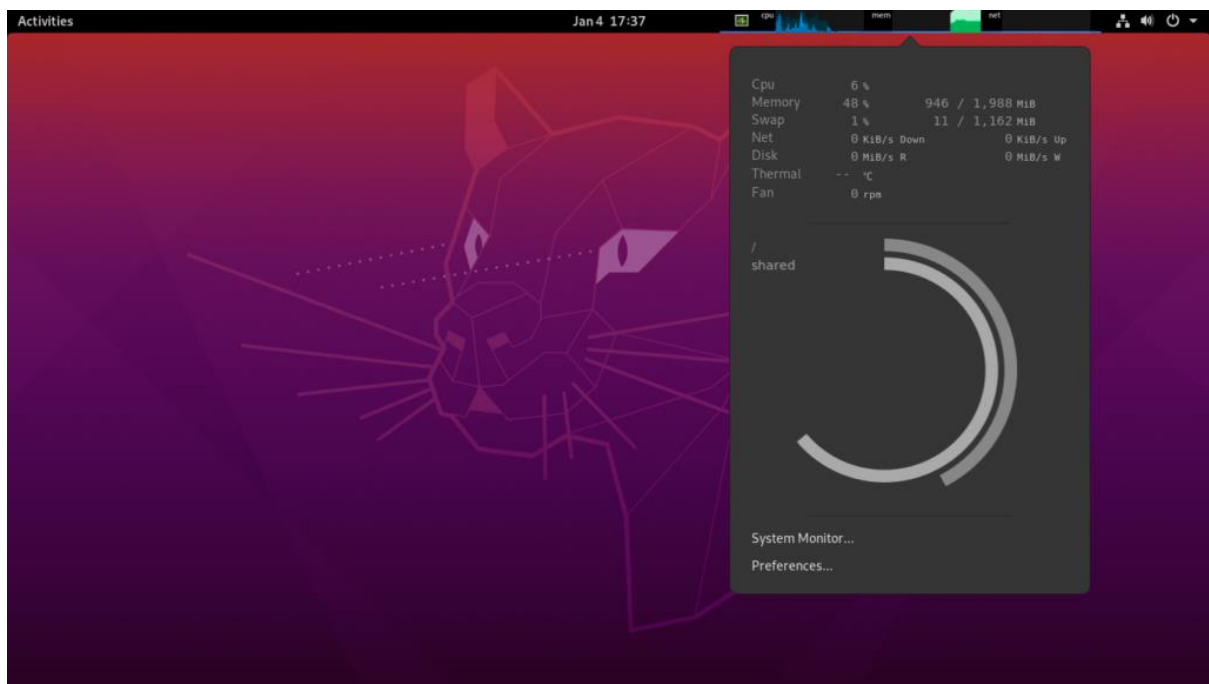 Activities Jan 4 17:37 cpu mem net
Cpu 6 %
Memory 48 % 946 / 1,988 MiB
Swap 1 % 11 / 1,162 MiB
Net 0 KiB/s Down 0 KiB/s Up
Disk 0 MiB/s R 0 MiB/s W
Thermal -- °C
Fan 0 rpm
/
shared
System Monitor...
Preferences...